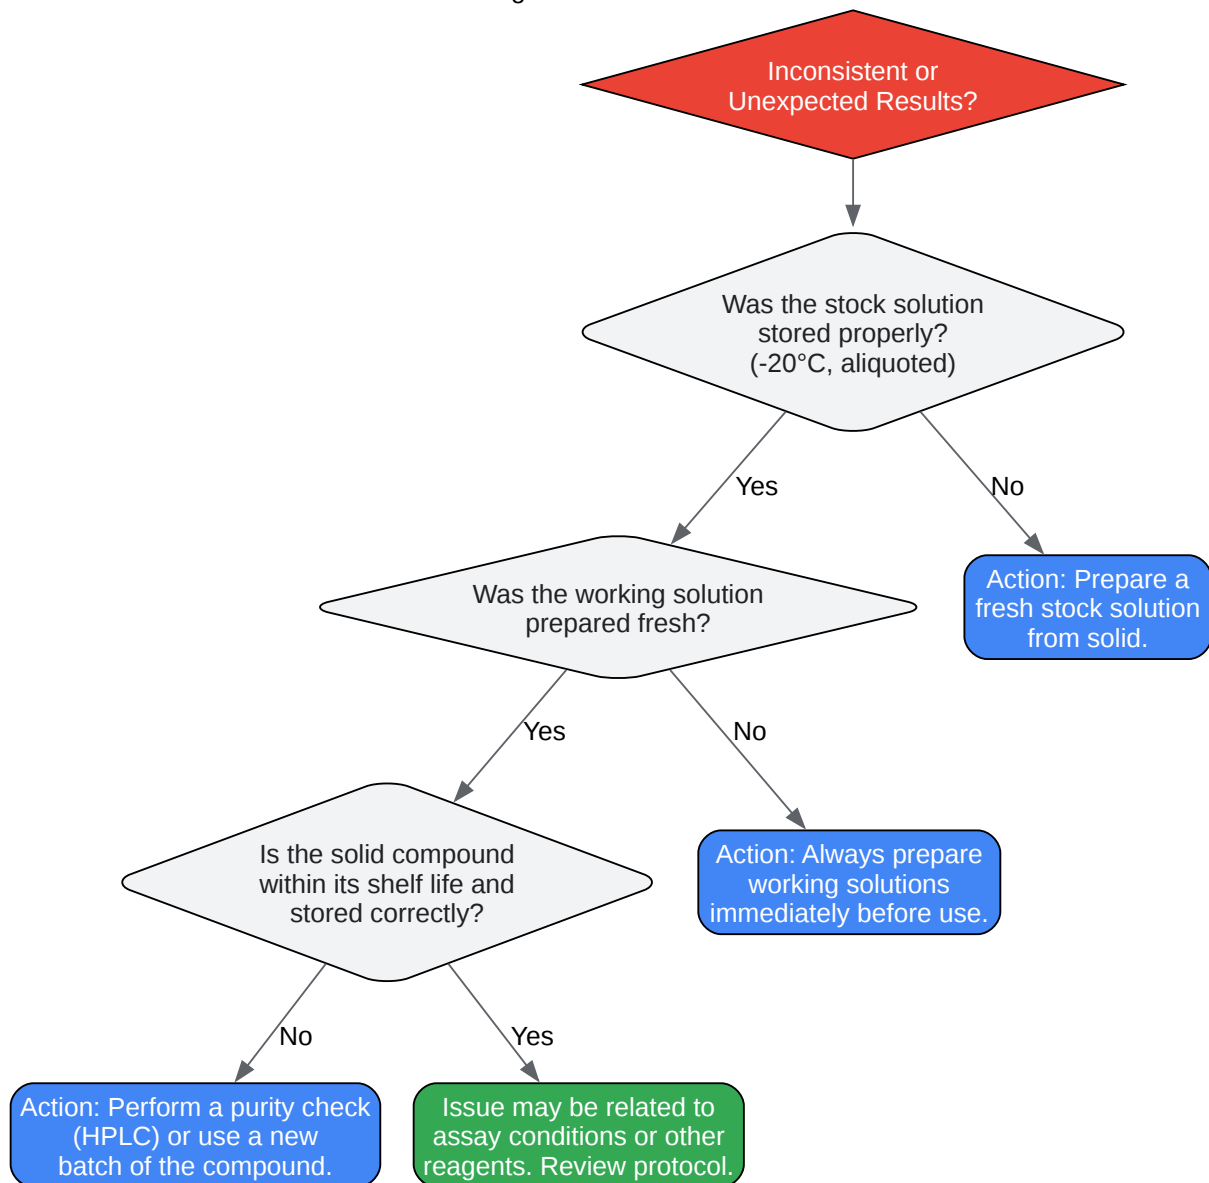 Inconsistent or
Unexpected Results?
Was the stock solution
stored properly?
(-20°C, aliquoted)
Yes
No
Was the working solution
prepared fresh?
Action: Prepare a
fresh stock solution
from solid.
Yes
No
Is the solid compound
within its shelf life and
stored correctly?
Action: Always prepare
working solutions
immediately before use.
No
Yes
Action: Perform a purity check
(HPLC) or use a new
batch of the compound.
Issue may be related to
assay conditions or other
reagents. Review protocol.